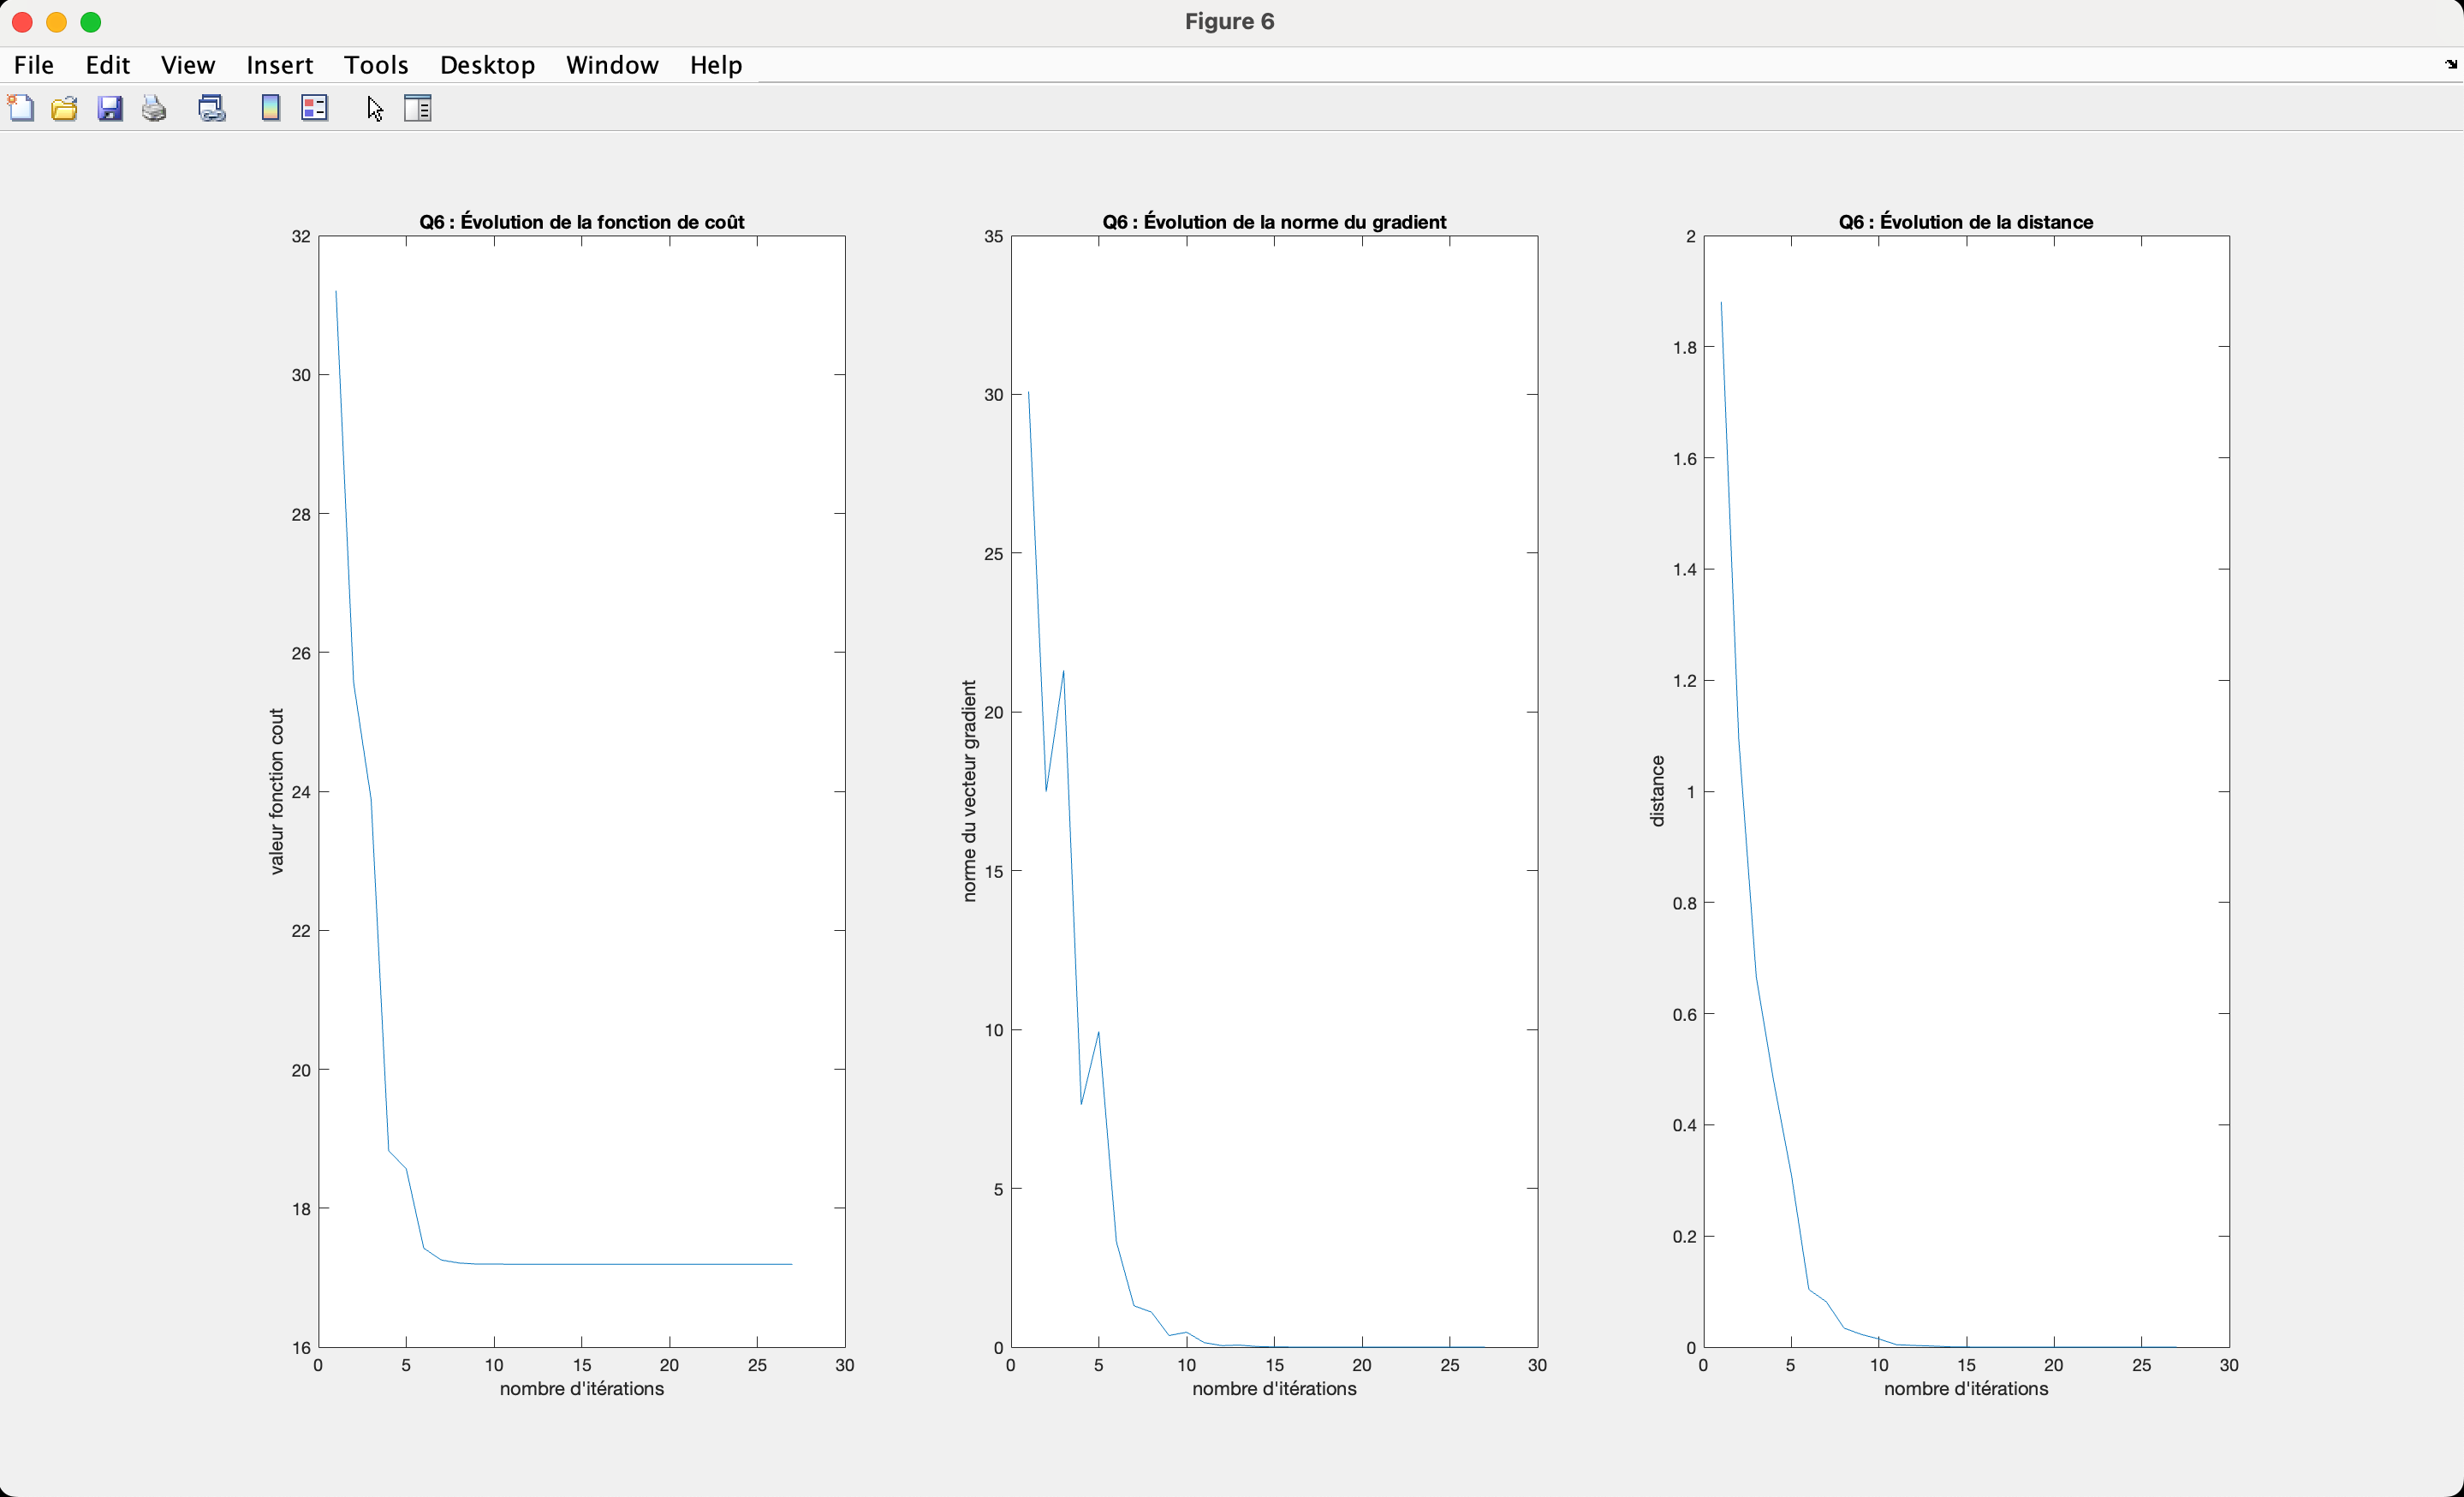 Figure 6
File Edit View Insert Tools Desktop Window Help
Q6 : Évolution de la fonction de coût
32
30
28
26
24
22
20
18
16
valeur fonction cout
0 5 10 15 20 25 30
nombre d'itérations
Q6 : Évolution de la norme du gradient
35
30
25
20
15
10
5
0
norme du vecteur gradient
0 5 10 15 20 25 30
nombre d'itérations
Q6 : Évolution de la distance
2
1.8
1.6
1.4
1.2
1
0.8
0.6
0.4
0.2
0
distance
0 5 10 15 20 25 30
nombre d'itérations